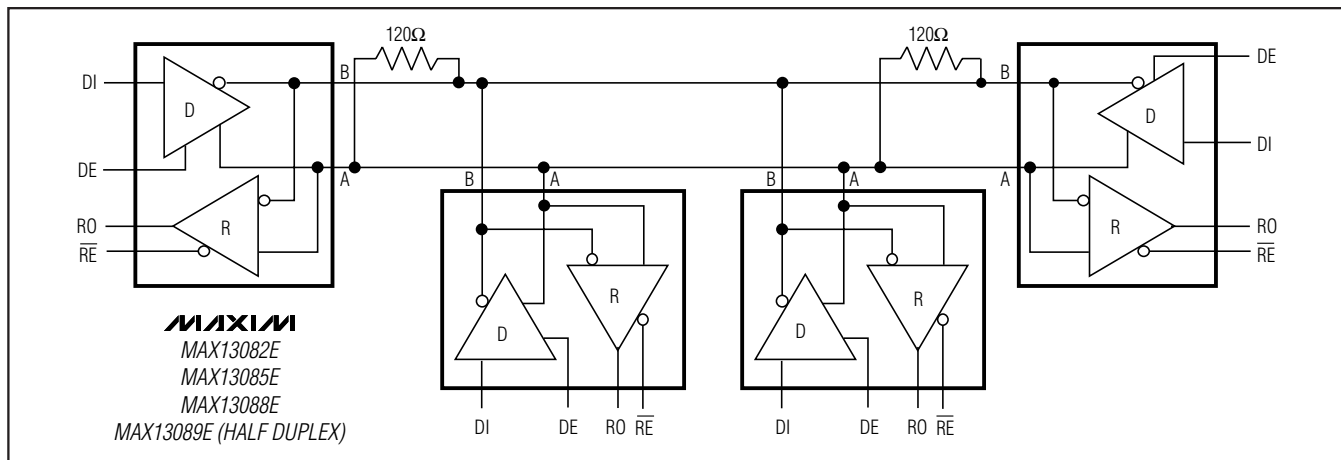 120Ω
120Ω
DI
B
D
DE
A
RO
R
RE
B
DE
D
DI
A
R
RO
RE
B
A
D
R
DI
DE
RO
RE
B
A
D
R
DI
DE
RO
RE
MAXIM
MAX13082E
MAX13085E
MAX13088E
MAX13089E (HALF DUPLEX)